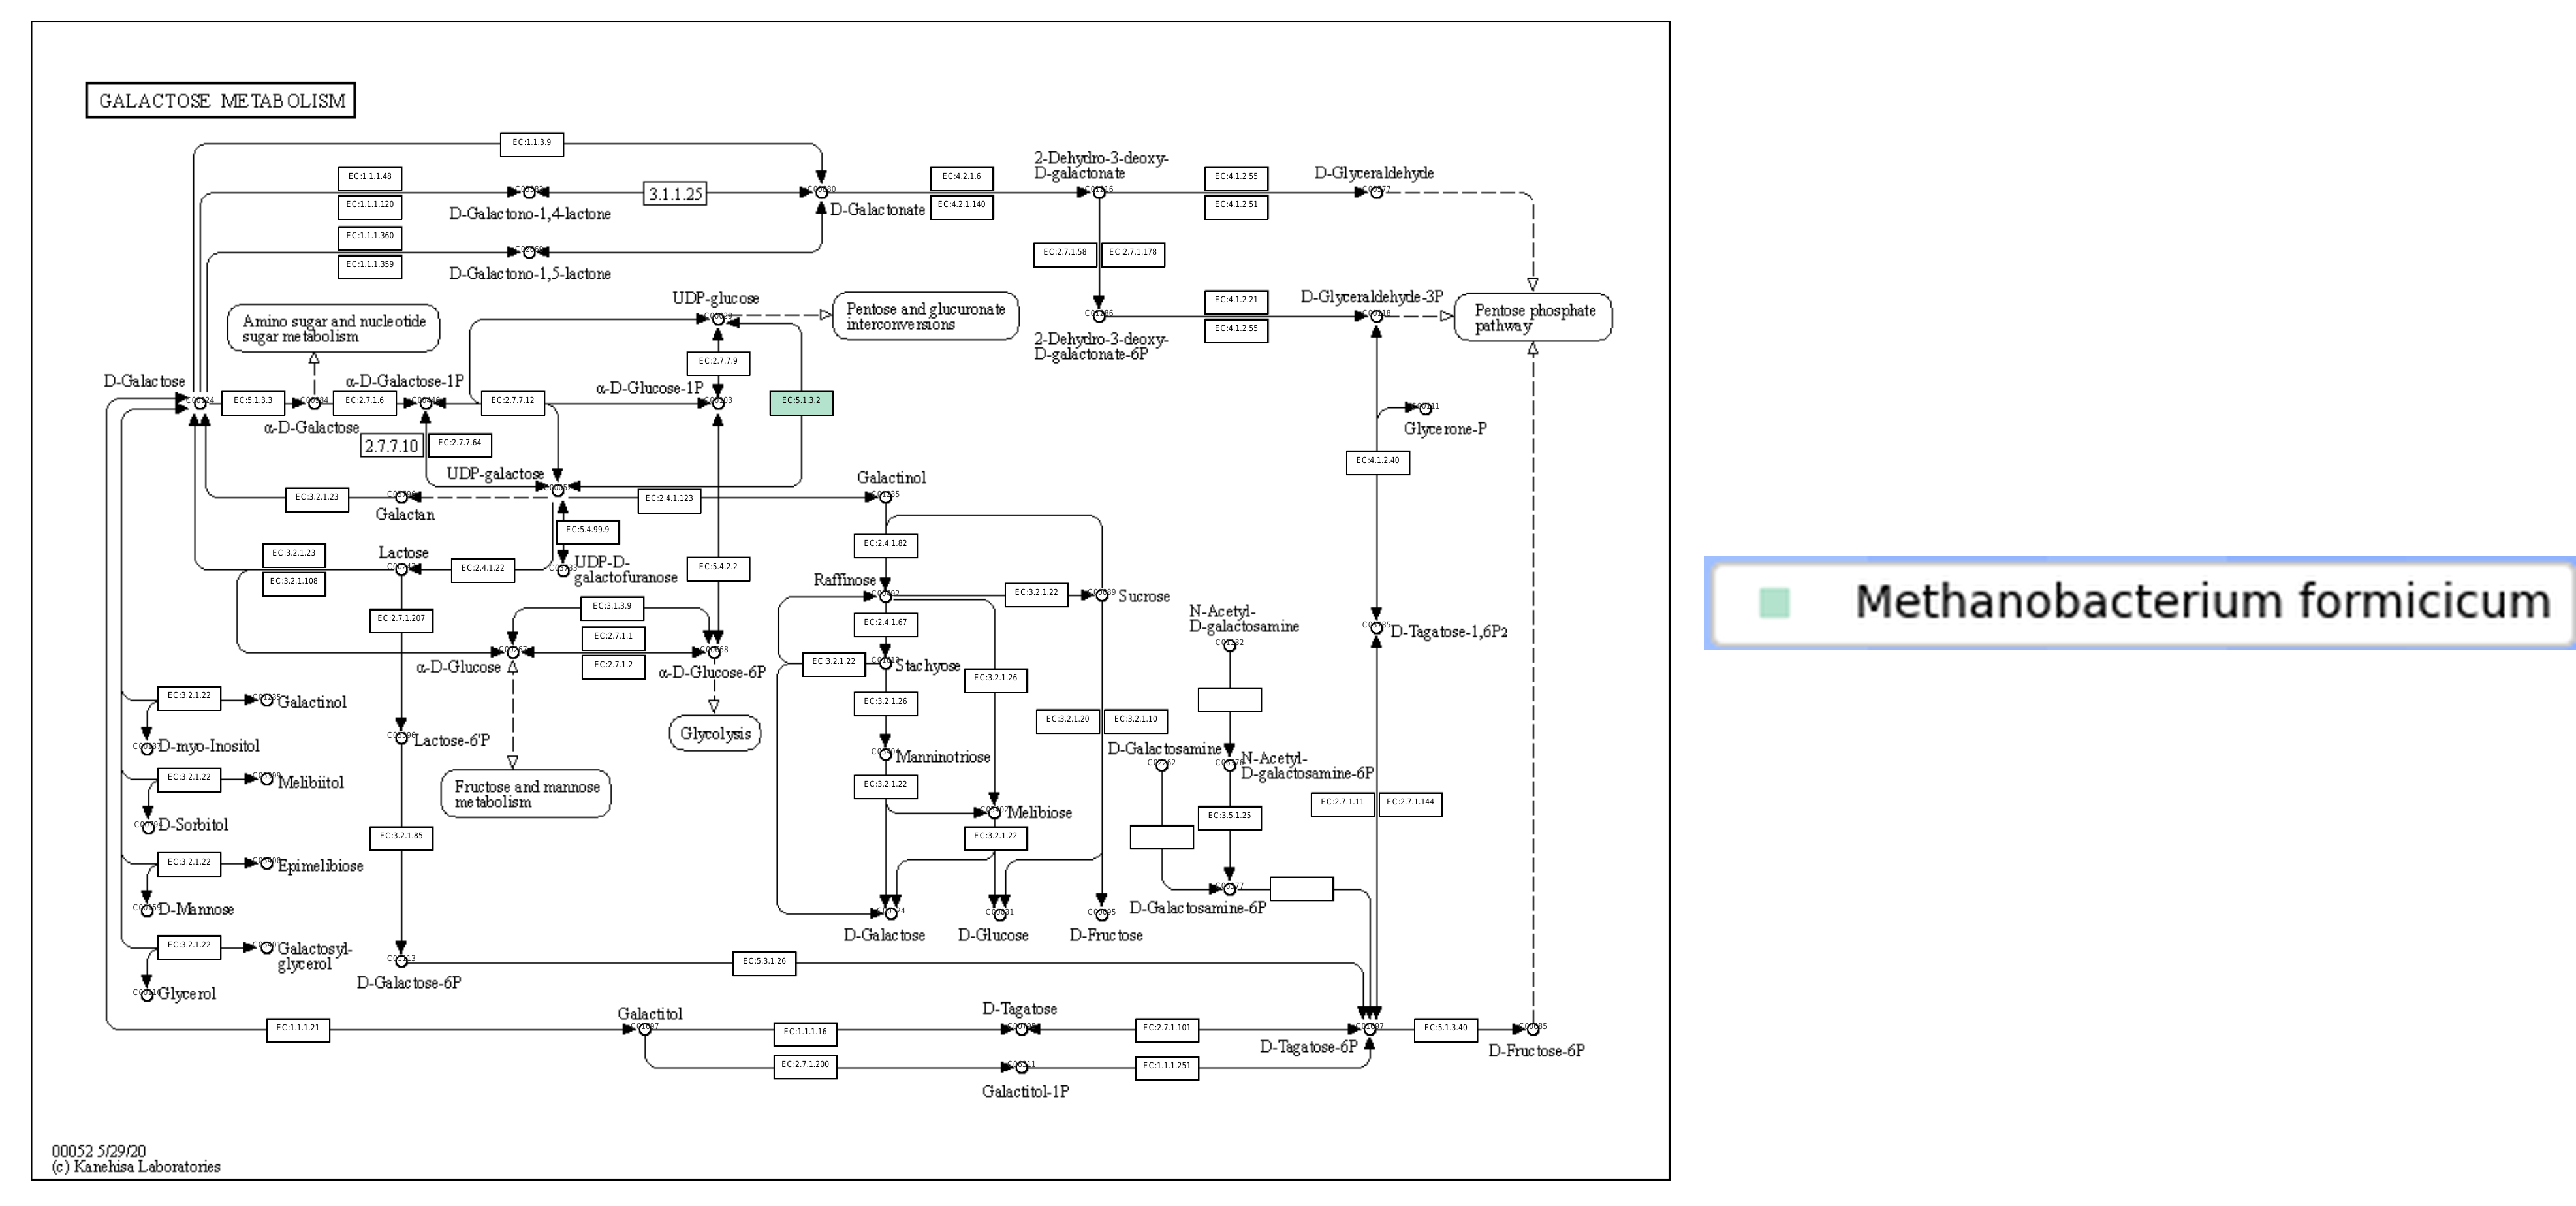 GALACTOSE METABOLISM
EC:1.1.3.9
EC:1.1.1.48
EC:1.1.1.120
D-Galactono-1,4-lactone
3.1.1.25
D-Galactonate
EC:4.2.1.6
EC:4.2.1.140
2-Dehydro-3-deoxy-
D-galactonate
EC:4.1.2.55
EC:4.1.2.51
D-Glyceraldehyde
EC:1.1.1.360
EC:1.1.1.359
D-Galactono-1,5-lactone
EC:2.7.1.58
EC:2.7.1.178
Amino sugar and nucleotide
sugar metabolism
UDP-glucose
Pentose and glucuronate
interconversions
EC:4.1.2.21
EC:4.1.2.55
D-Glyceraldehyde-3P
Pentose phosphate
pathway
2-Dehydro-3-deoxy-
D-galactonate-6P
EC:2.7.7.9
D-Galactose
EC:5.1.3.3
α-D-Galactose
EC:2.7.1.6
α-D-Galactose-1P
EC:2.7.7.12
α-D-Glucose-1P
EC:5.1.3.2
Glycerone-P
2.7.7.10
EC:2.7.7.64
EC:4.1.2.40
UDP-galactose
EC:3.2.1.23
Galactan
EC:2.4.1.123
Galactinol
EC:5.4.99.9
UDP-D-
galactofuranose
EC:2.4.1.82
EC:3.2.1.23
EC:3.2.1.108
Lactose
EC:2.4.1.22
EC:5.4.2.2
Raffinose
EC:3.2.1.22
Sucrose
EC:2.7.1.207
EC:3.1.3.9
EC:2.7.1.1
EC:2.7.1.2
α-D-Glucose
α-D-Glucose-6P
EC:2.4.1.67
EC:3.2.1.22
Stachyose
EC:3.2.1.26
EC:3.2.1.26
N-Acetyl-
D-galactosamine
D-Tagatose-1,6P2
Methanobacterium formicicum
EC:3.2.1.22
Galactinol
D-myo-Inositol
Lactose-6'P
Glycolysis
EC:3.2.1.20
EC:3.2.1.10
Manninotriose
D-Galactosamine
N-Acetyl-
D-galactosamine-6P
EC:3.2.1.22
Melibiitol
D-Sorbitol
Fructose and mannose
metabolism
EC:3.2.1.22
Melibiose
EC:2.7.1.11
EC:2.7.1.144
EC:3.5.1.25
EC:3.2.1.85
EC:3.2.1.22
EC:3.2.1.22
Epimelibiose
D-Mannose
D-Galactosamine-6P
D-Galactose
D-Glucose
D-Fructose
EC:3.2.1.22
Galactosyl-
glycerol
Glycerol
D-Galactose-6P
EC:5.3.1.26
EC:1.1.1.21
Galactitol
EC:1.1.1.16
D-Tagatose
EC:2.7.1.101
D-Tagatose-6P
EC:5.1.3.40
D-Fructose-6P
EC:2.7.1.200
Galactitol-1P
EC:1.1.1.251
00052 5/29/20
(c) Kanehisa Laboratories